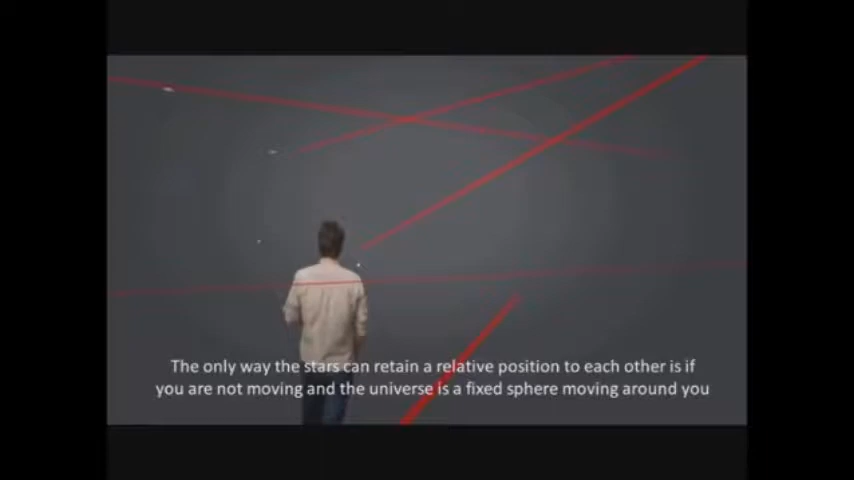 The only way the stars can retain a relative position to each other is if
you are not moving and the universe is a fixed sphere moving around you